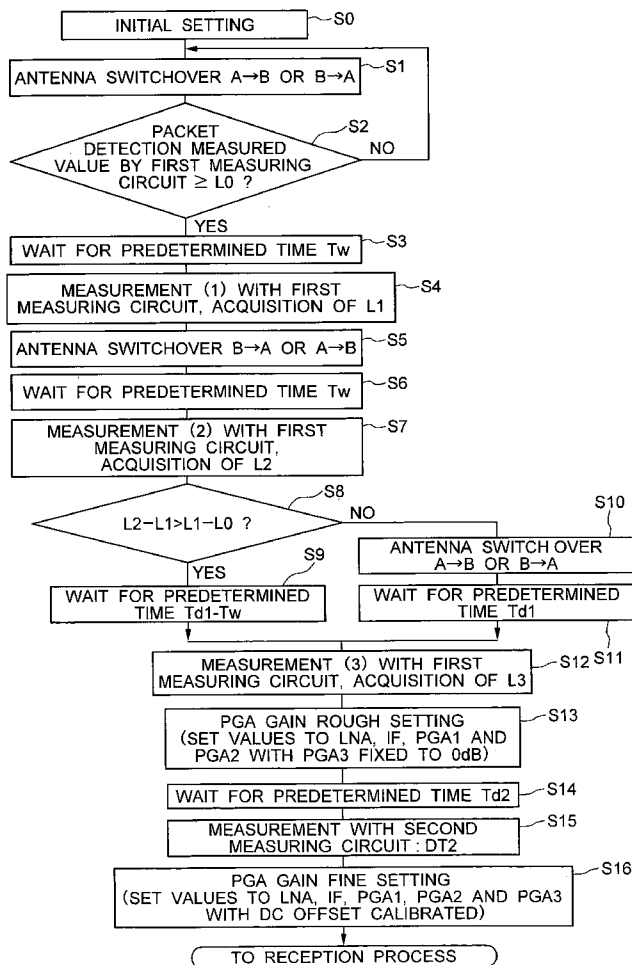 INITIAL SETTING
S0
ANTENNA SWITCHOVER A→B OR B→A
S1
PACKET
DETECTION MEASURED
VALUE BY FIRST MEASURING
CIRCUIT ≥ L0 ?
S2
NO
YES
WAIT FOR PREDETERMINED TIME Tw
S3
MEASUREMENT (1) WITH FIRST
MEASURING CIRCUIT, ACQUISITION OF L1
S4
ANTENNA SWITCHOVER B→A OR A→B
S5
WAIT FOR PREDETERMINED TIME Tw
S6
MEASUREMENT (2) WITH FIRST
MEASURING CIRCUIT,
ACQUISITION OF L2
S7
L2-L1>L1-L0 ?
S8
NO
YES
S9
WAIT FOR PREDETERMINED
TIME Td1-Tw
S10
ANTENNA SWITCHOVER
A→B OR B→A
WAIT FOR PREDETERMINED
TIME Td1
S11
MEASUREMENT (3) WITH FIRST
MEASURING CIRCUIT, ACQUISITION OF L3
S12
PGA GAIN ROUGH SETTING
(SET VALUES TO LNA, IF, PGA1 AND
PGA2 WITH PGA3 FIXED TO 0dB)
S13
WAIT FOR PREDETERMINED TIME Td2
S14
MEASUREMENT WITH SECOND
MEASURING CIRCUIT : DT2
S15
PGA GAIN FINE SETTING
(SET VALUES TO LNA, IF, PGA1, PGA2 AND PGA3
WITH DC OFFSET CALIBRATED)
S16
TO RECEPTION PROCESS